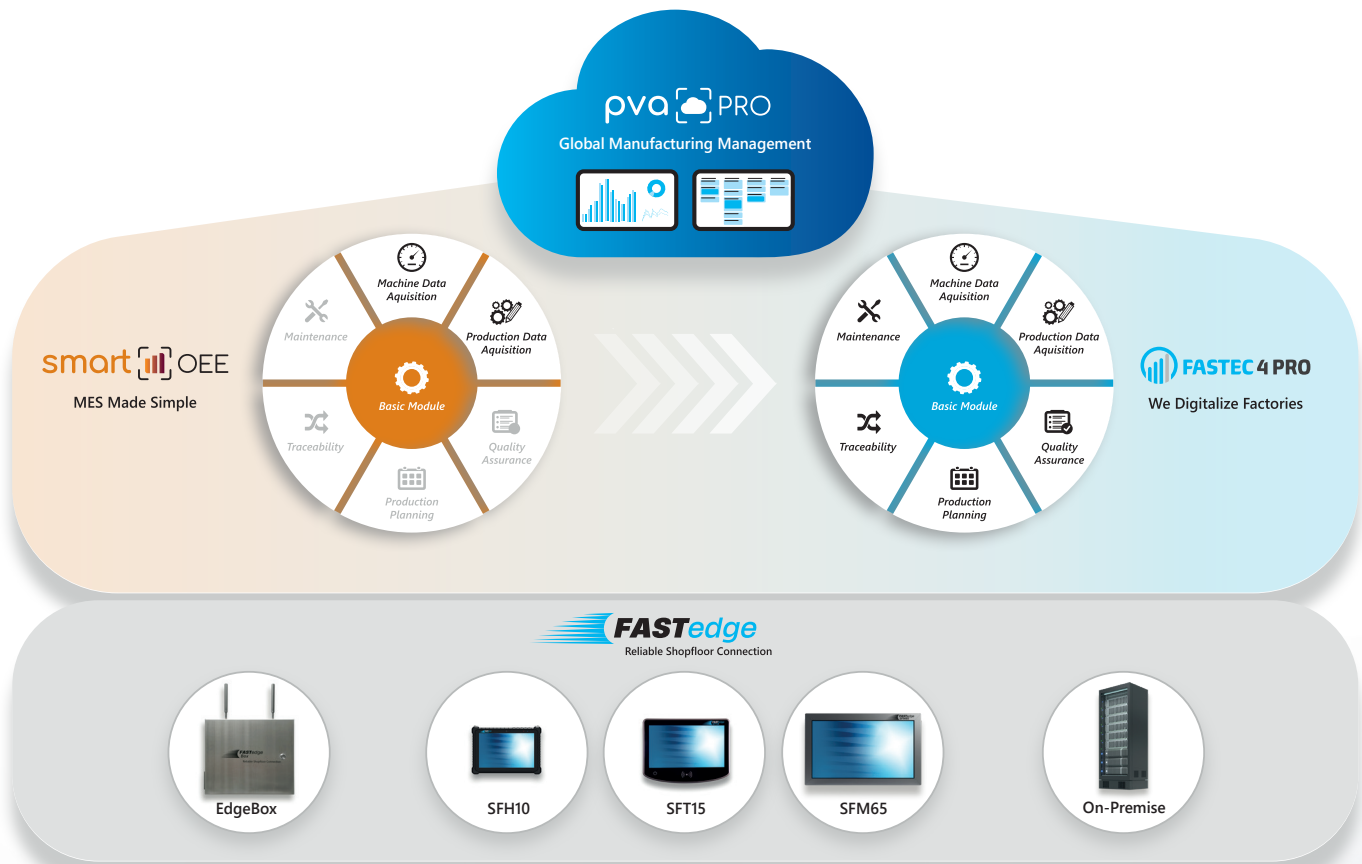 pva PRO
Global Manufacturing Management
smart OEE
MES Made Simple
Machine Data
Aquisition
Production Data
Aquisition
Quality
Assurance
Production
Planning
Traceability
Maintenance
Basic Module
Machine Data
Aquisition
Production Data
Aquisition
Quality
Assurance
Production
Planning
Traceability
Maintenance
Basic Module
FASTEC 4 PRO
We Digitalize Factories
FASTedge
Reliable Shopfloor Connection
FASTedge
EdgeBox
SFH10
SFT15
SFM65
On-Premise